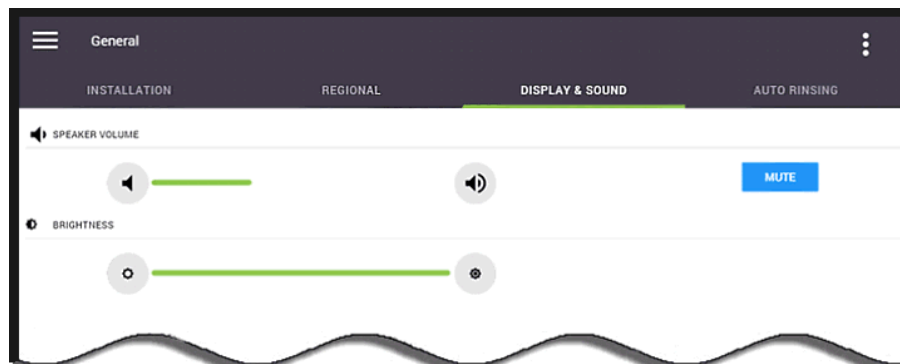 General
INSTALLATION REGIONAL DISPLAY & SOUND AUTO RINSING
SPEAKER VOLUME
MUTE
BRIGHTNESS